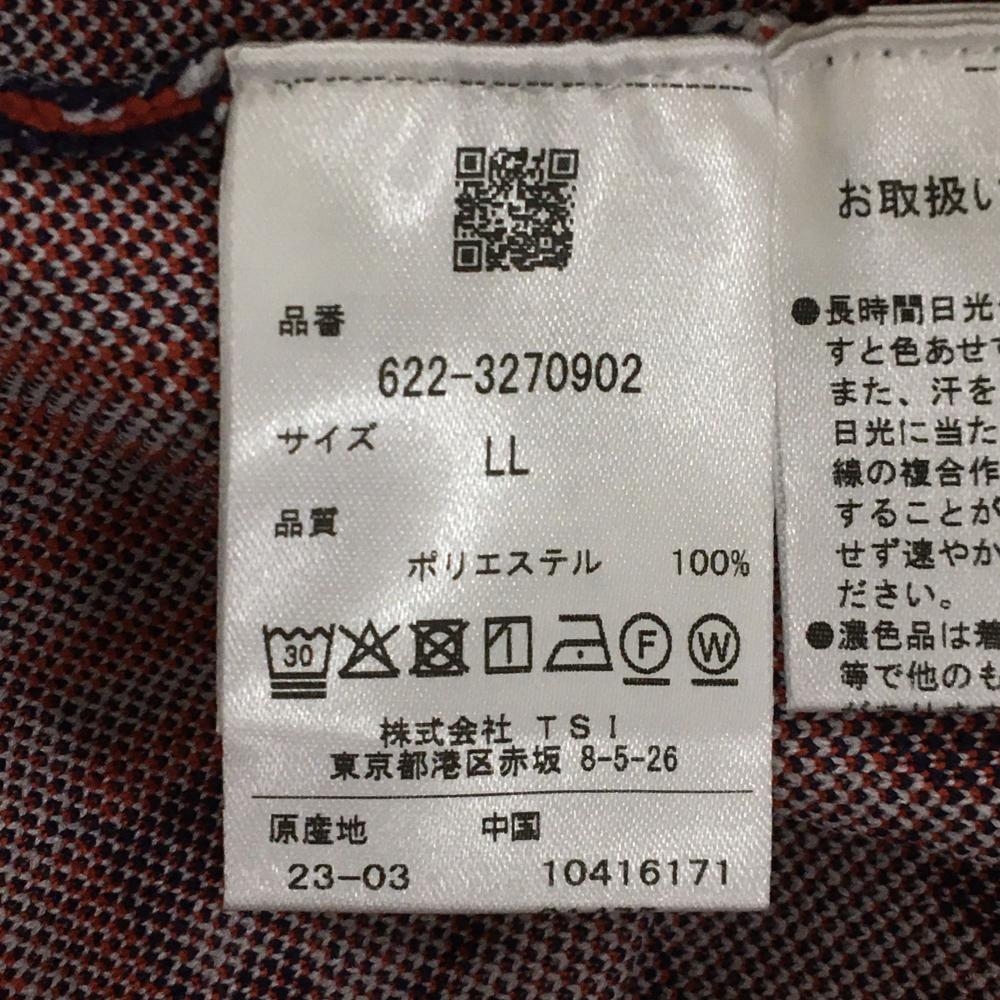 品番
622-3270902
サイズ LL
品質
ポリエステル 100%
30 F W
株式会社 TSI
東京都港区赤坂 8-5-26
原産地 中国
23-03 10416171
お取扱い
●長時間日光
すと色あせ
また、汗を
日光に当た
線の複合作
することが
せず速やか
ださい。
●濃色品は着
等で他のも